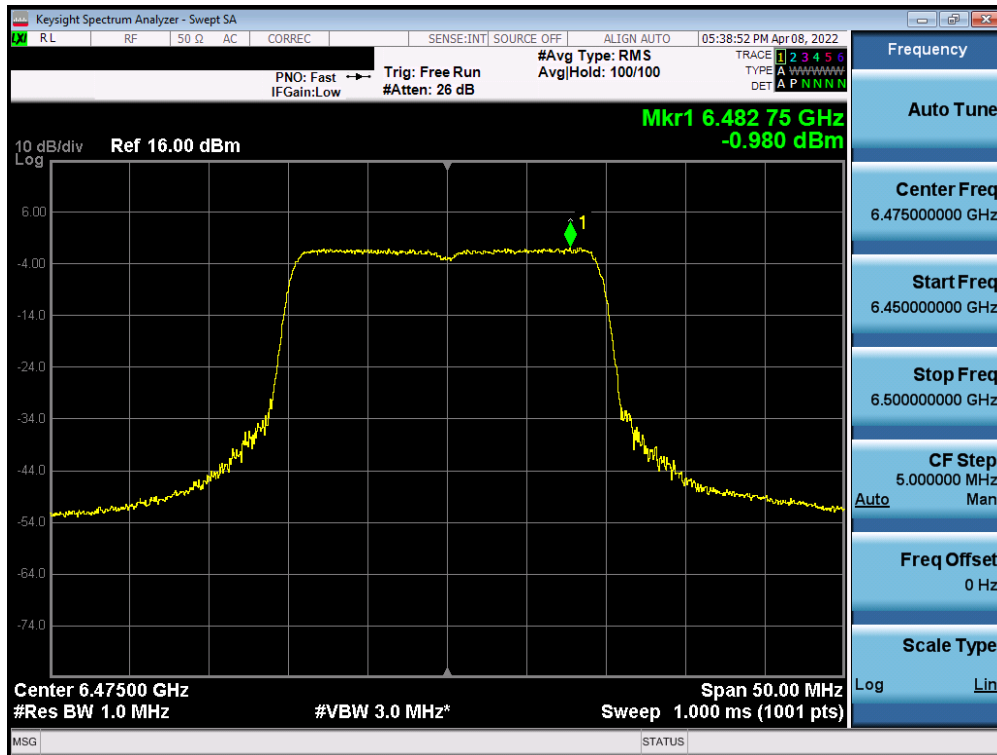 Keysight Spectrum Analyzer - Swept SA
LXI RL RF 50 Ω AC CORREC SENSE:INT SOURCE OFF ALIGN AUTO 05:38:52 PM Apr 08, 2022
PNO: Fast
IFGain:Low
Trig: Free Run
#Atten: 26 dB
#Avg Type: RMS
Avg|Hold: 100/100
TRACE 1 2 3 4 5 6
TYPE A WWWWW
DET A P N N N N
Mkr1 6.482 75 GHz
-0.980 dBm
10 dB/div Ref 16.00 dBm
Log
1
6.00
-4.00
-14.0
-24.0
-34.0
-44.0
-54.0
-64.0
-74.0
Center 6.47500 GHz Span 50.00 MHz
#Res BW 1.0 MHz #VBW 3.0 MHz* Sweep 1.000 ms (1001 pts)
MSG STATUS
Frequency
Auto Tune
Center Freq
6.475000000 GHz
Start Freq
6.450000000 GHz
Stop Freq
6.500000000 GHz
CF Step
5.000000 MHz
Auto Man
Freq Offset
0 Hz
Scale Type
Log Lin